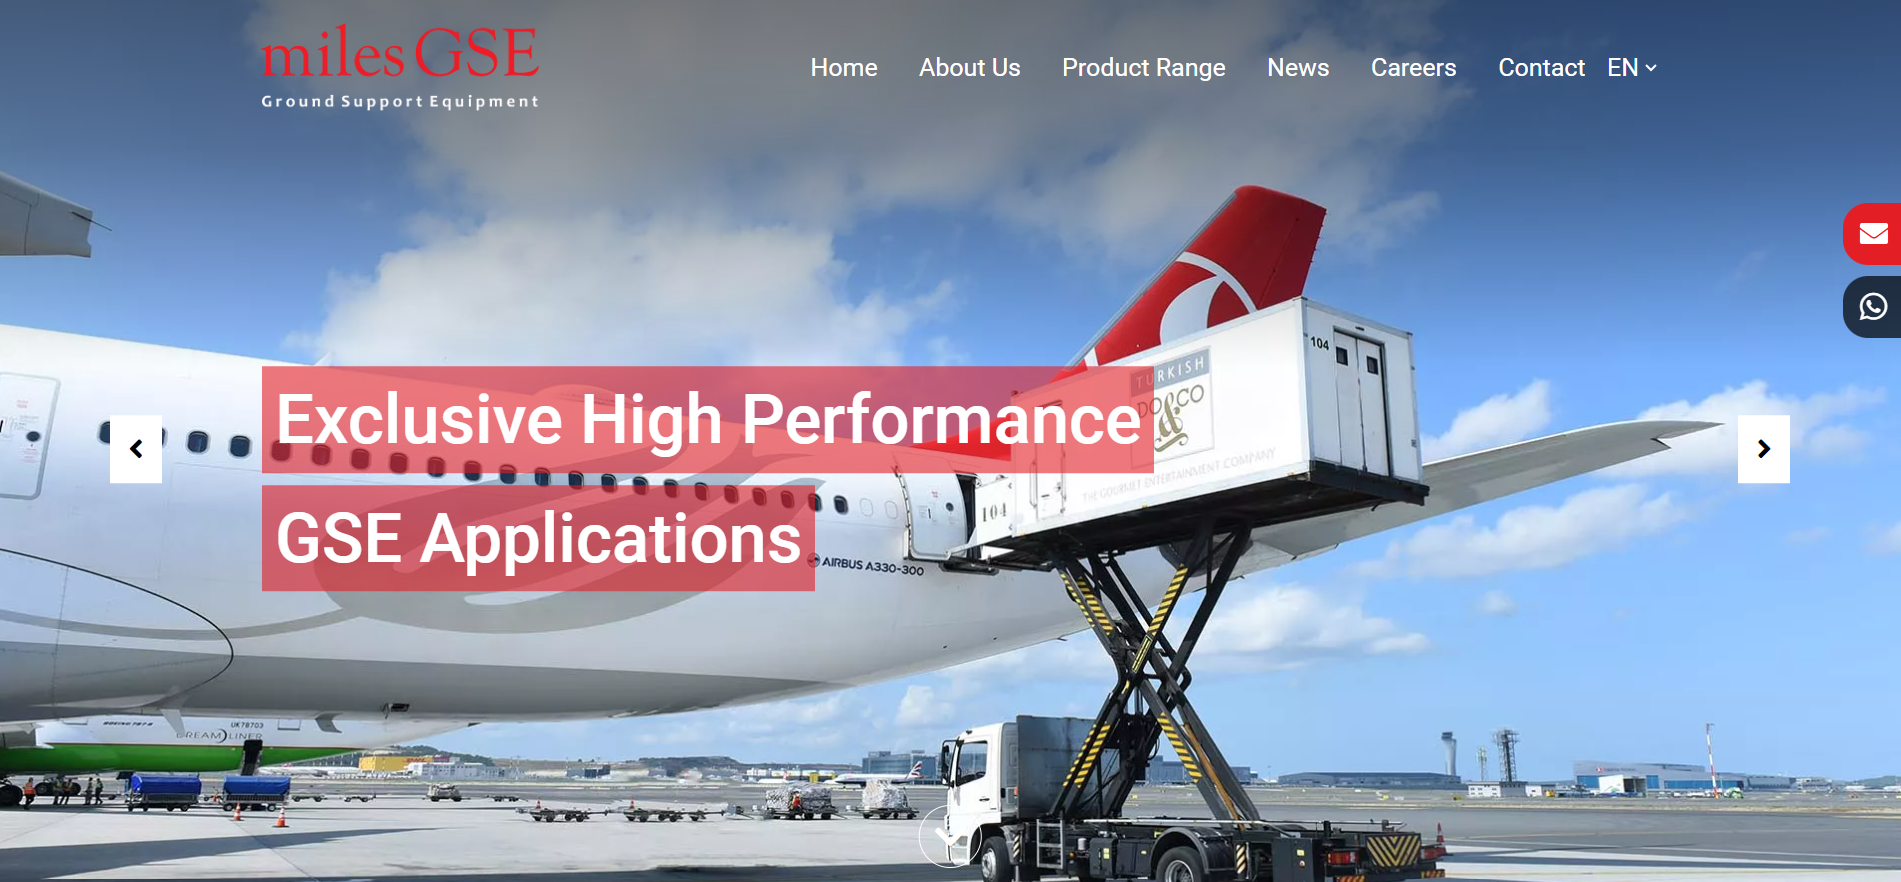 miles GSE
Ground Support Equipment
Home
About Us
Product Range
News
Careers
Contact
EN
104
TURKISH
DO&CO
Exclusive High Performance
THE GOURMET ENTERTAINMENT COMPANY
104
GSE Applications
AIRBUS A330-300
UK78703
DREAMLINER